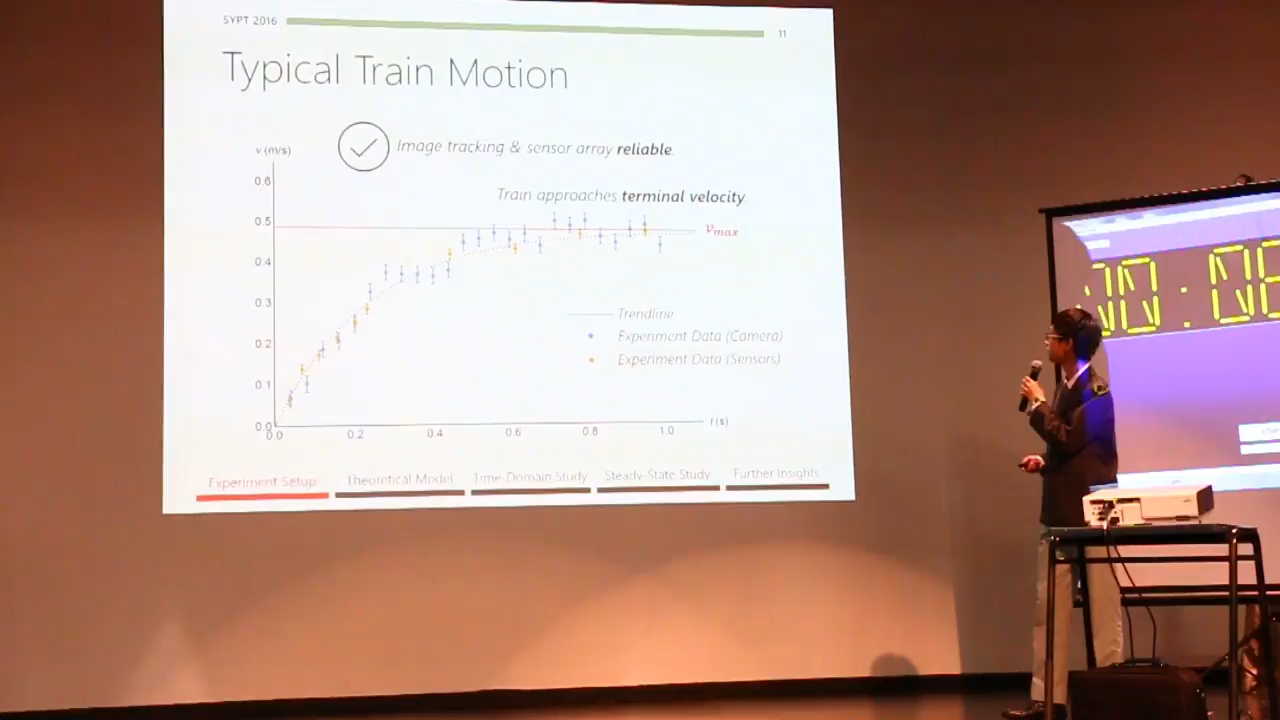 SYPT 2016
11
Typical Train Motion
v (m/s)
Image tracking & sensor array reliable.
Train approaches terminal velocity
0.6
0.5
vmax
0.4
0.3
0.2
0.1
0.0
Trendline
Experiment Data (Camera)
Experiment Data (Sensors)
0.0 0.2 0.4 0.6 0.8 1.0 t (s)
Experiment Setup Theoretical Model Time-Domain Study Steady-State Study Further Insights